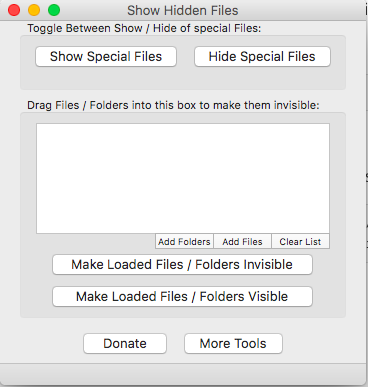 Show Hidden Files
Toggle Between Show / Hide of special Files:
Show Special Files Hide Special Files
Drag Files / Folders into this box to make them invisible:
Add Folders Add Files Clear List
Make Loaded Files / Folders Invisible
Make Loaded Files / Folders Visible
Donate More Tools